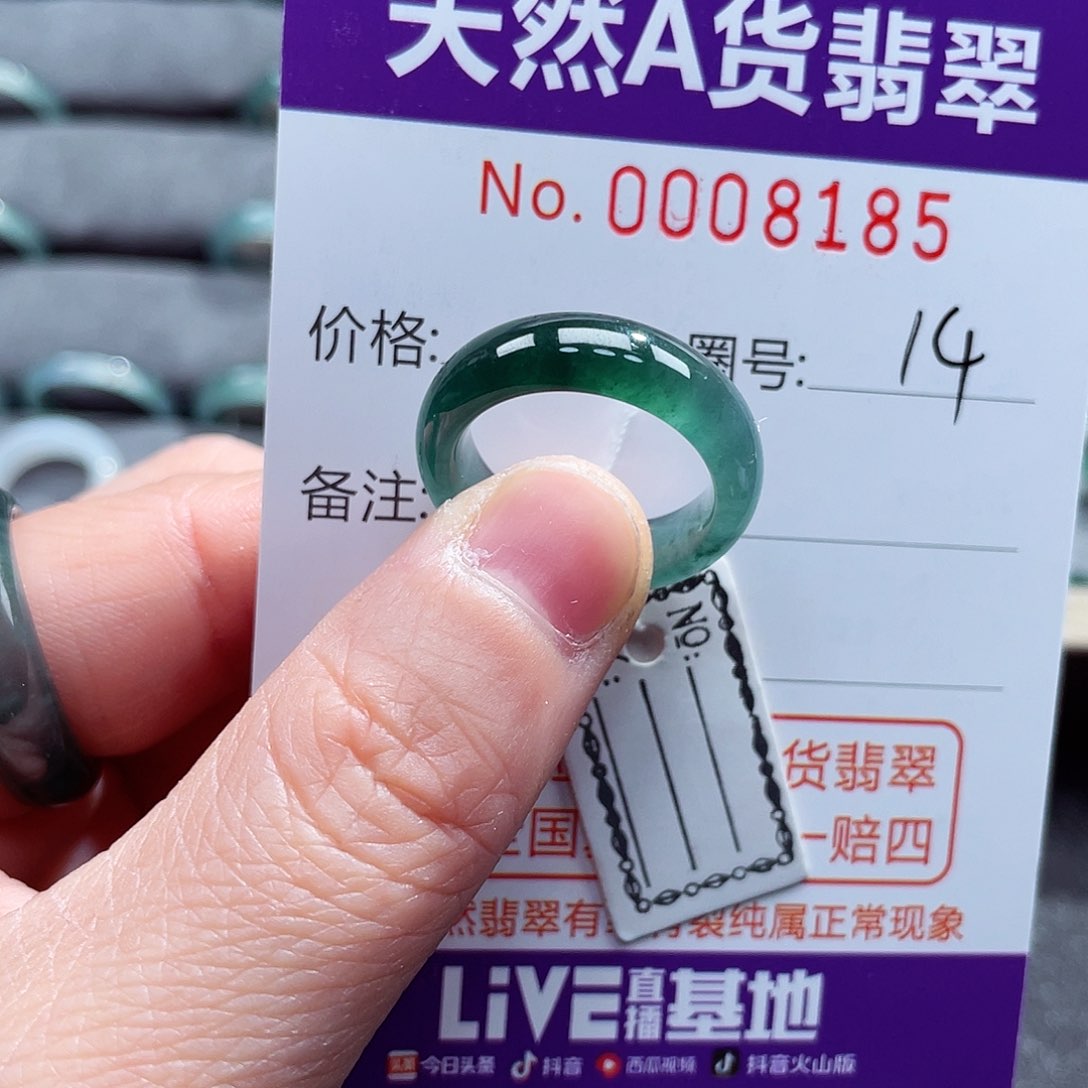 天然A货翡翠
No. 0008185
价格:
圈号: 14
备注:
NO:
货翡翠
国
一赔四
然翡翠有
裂纯属正常现象
LiVE直播基地
今日头条 抖音 西瓜视频 抖音火山版